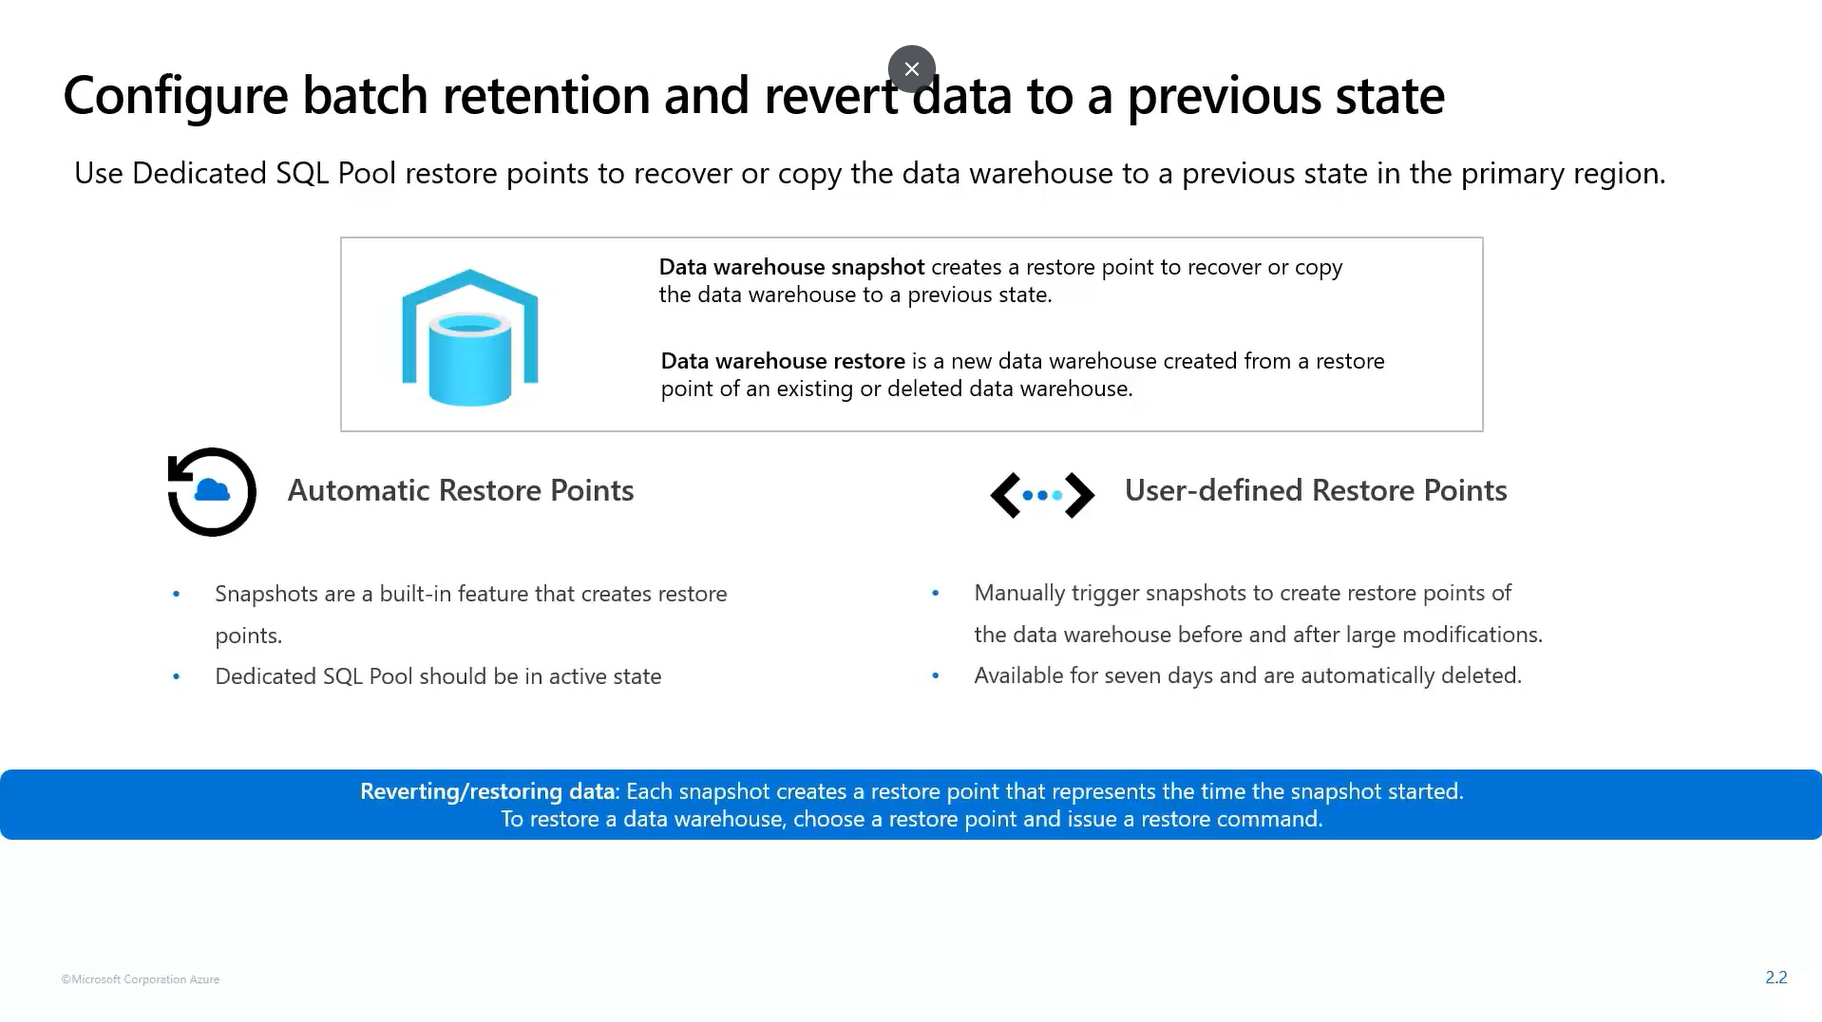 Configure batch retention and revert data to a previous state
Use Dedicated SQL Pool restore points to recover or copy the data warehouse to a previous state in the primary region.
Data warehouse snapshot creates a restore point to recover or copy
the data warehouse to a previous state.
Data warehouse restore is a new data warehouse created from a restore
point of an existing or deleted data warehouse.
Automatic Restore Points
• Snapshots are a built-in feature that creates restore
points.
• Dedicated SQL Pool should be in active state
User-defined Restore Points
• Manually trigger snapshots to create restore points of
the data warehouse before and after large modifications.
• Available for seven days and are automatically deleted.
Reverting/restoring data: Each snapshot creates a restore point that represents the time the snapshot started.
To restore a data warehouse, choose a restore point and issue a restore command.
©Microsoft Corporation Azure
2.2